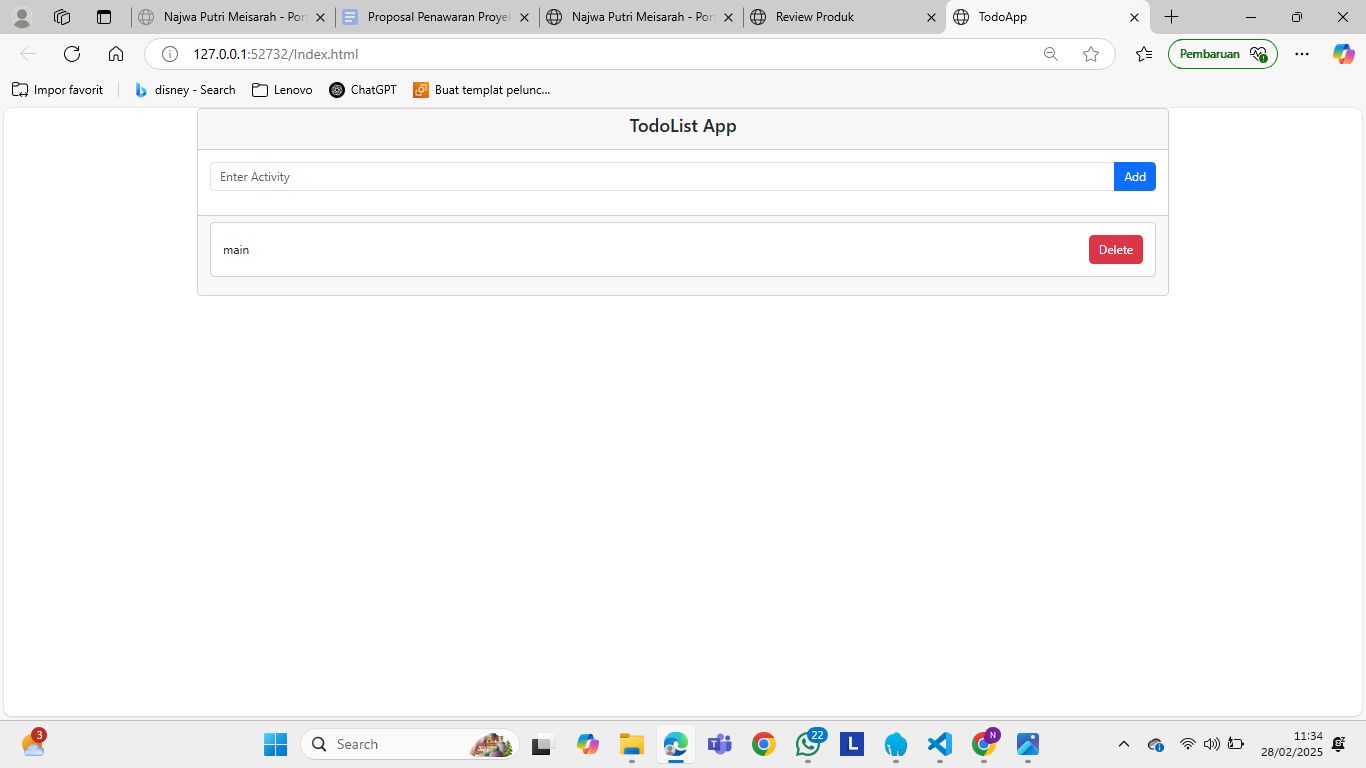 Najwa Putri Meisarah - Por
Proposal Penawaran Proye
Najwa Putri Meisarah - Por
Review Produk
TodoApp
127.0.0.1:52732/Index.html
Pembaruan
Impor favorit
disney - Search
Lenovo
ChatGPT
Buat templat pelunc...
TodoList App
Enter Activity
Add
main
Delete
3
Search
22
L
N
11:34
28/02/2025